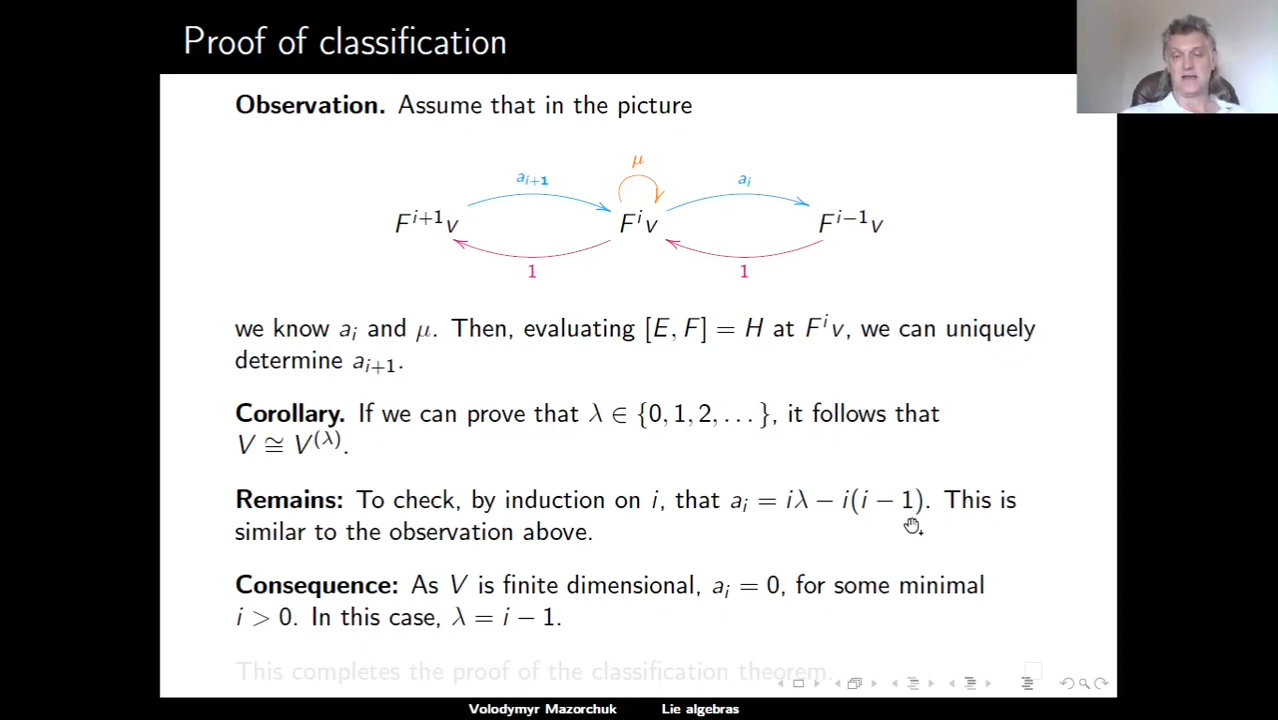 Proof of classification
Observation. Assume that in the picture
μ
a_{i+1} a_i
F^{i+1}v F^i v F^{i−1}v
1 1
we know a_i and μ. Then, evaluating [E, F] = H at F^i v, we can uniquely
determine a_{i+1}.
Corollary. If we can prove that λ ∈ {0, 1, 2, . . . }, it follows that
V ≅ V^{(λ)}.
Remains: To check, by induction on i, that a_i = iλ − i(i − 1). This is
similar to the observation above.
Consequence: As V is finite dimensional, a_i = 0, for some minimal
i > 0. In this case, λ = i − 1.
This completes the proof of the classification theorem.
Volodymyr Mazorchuk Lie algebras